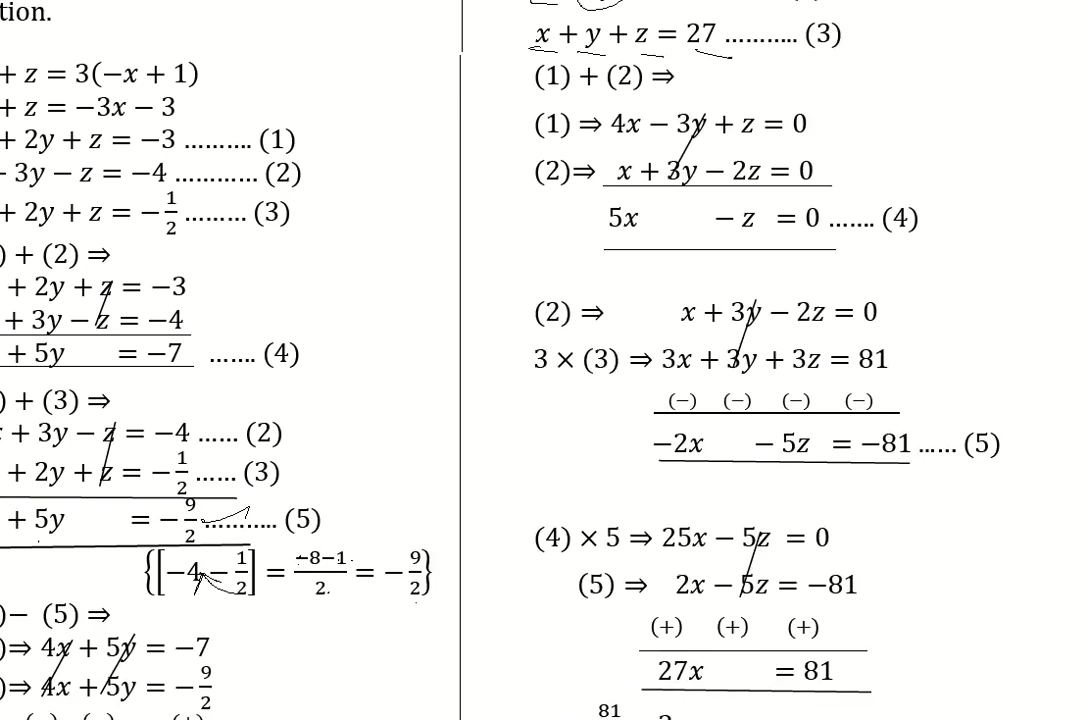 tion.
+ z = 3(−x + 1)
+ z = −3x − 3
+ 2y + z = −3 ………. (1)
- 3y − z = −4 ………… (2)
+ 2y + z = −1/2 ……… (3)
) + (2) ⇒
+ 2y + z = −3
+ 3y − z = −4
+ 5y = −7 ……. (4)
) + (3) ⇒
+ 3y − z = −4 …… (2)
+ 2y + z = −1/2 …… (3)
+ 5y = −9/2 ……….. (5)
{[−4 − 1/2] = −8−1/2 = −9/2}
)− (5) ⇒
)⇒ 4x + 5y = −7
)⇒ 4x + 5y = −9/2
(−) (−) (+)
x + y + z = 27 ……….. (3)
(1) + (2) ⇒
(1) ⇒ 4x − 3y + z = 0
(2)⇒ x + 3y − 2z = 0
5x − z = 0 ……. (4)
(2) ⇒ x + 3y − 2z = 0
3 × (3) ⇒ 3x + 3y + 3z = 81
(−) (−) (−) (−)
−2x − 5z = −81 …… (5)
(4) × 5 ⇒ 25x − 5z = 0
(5) ⇒ 2x − 5z = −81
(+) (+) (+)
27x = 81
81